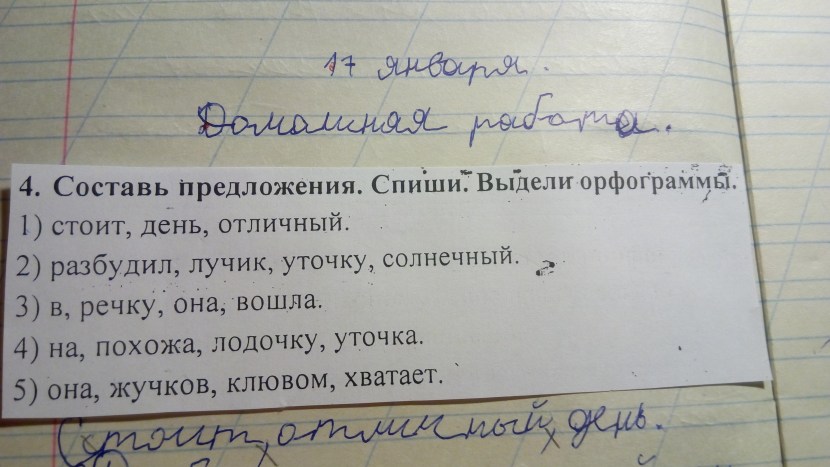 17 января.
Домашняя работа.
4. Составь предложения. Спиши. Выдели орфограммы.
1) стоит, день, отличный.
2) разбудил, лучик, уточку, солнечный.
3) в, речку, она, вошла.
4) на, похожа, лодочку, уточка.
5) она, жучков, клювом, хватает.
Стоит отличный день.